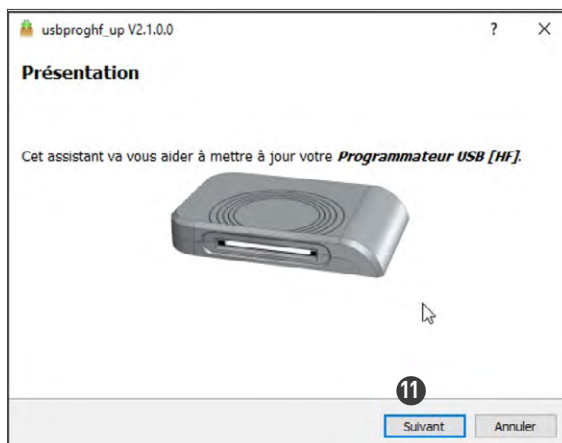 usbproghf_up V2.1.0.0 ?
Présentation
Cet assistant va vous aider à mettre à jour votre Programmateur USB [HF].
11
Suivant Annuler